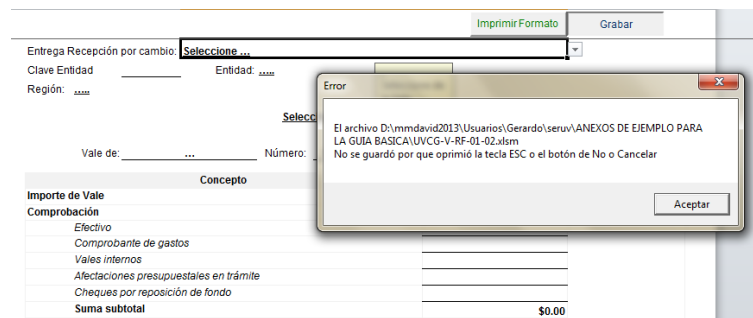 Imprimir Formato Grabar
Entrega Recepción por cambio: Seleccione ...
Clave Entidad Entidad: .....
Región: .....
Error
El archivo D:\mmdavid2013\Usuarios\Gerardo\seruv\ANEXOS DE EJEMPLO PARA
LA GUIA BASICA\UVCG-V-RF-01-02.xlsm
No se guardó por que oprimió la tecla ESC o el botón de No o Cancelar
Aceptar
Vale de: ... Número:
Concepto
Importe de Vale
Comprobación
Efectivo
Comprobante de gastos
Vales internos
Afectaciones presupuestales en trámite
Cheques por reposición de fondo
Suma subtotal $0.00